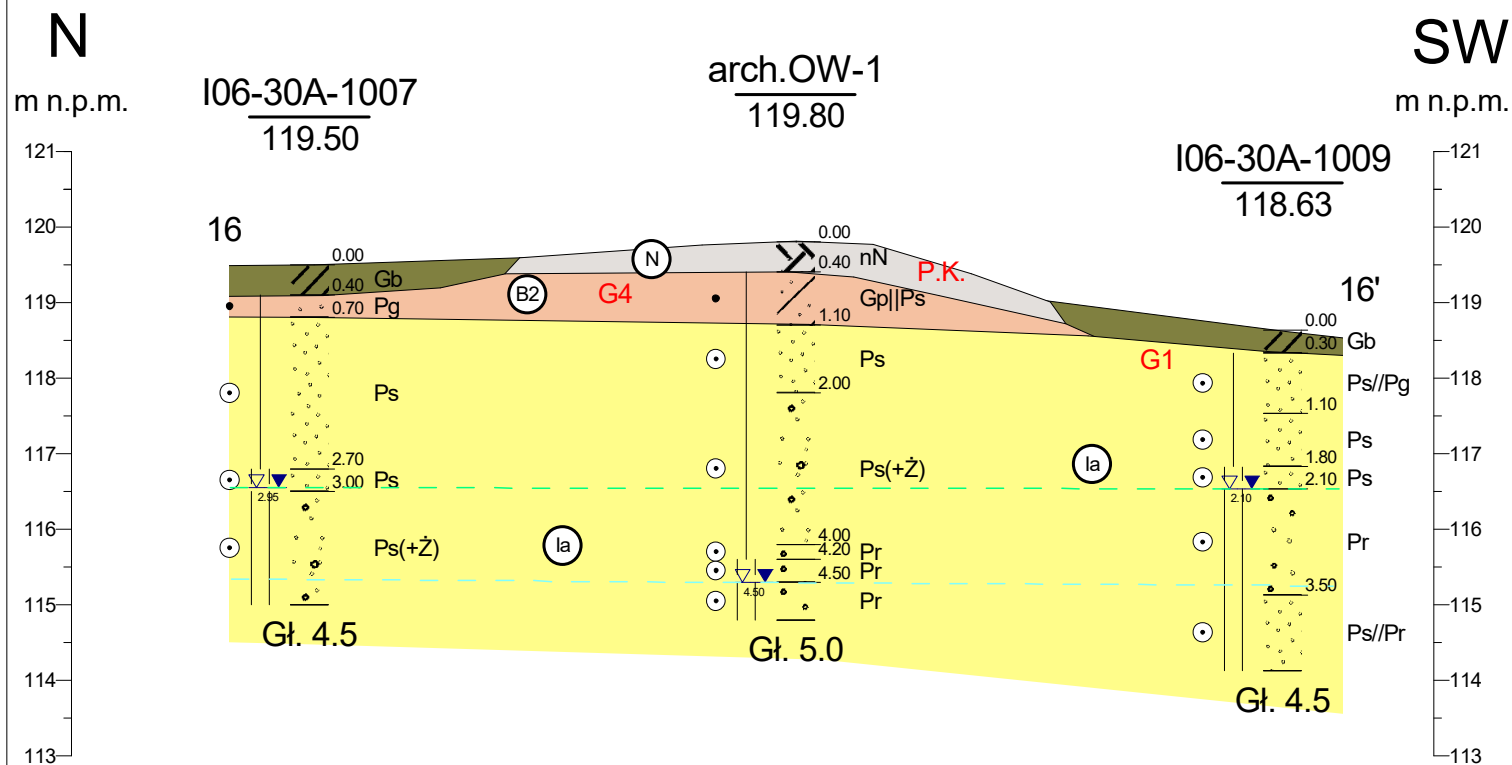 N
SW
m n.p.m.
I06-30A-1007
119.50
arch.OW-1
119.80
m n.p.m.
I06-30A-1009
118.63
121
120
119
118
117
116
115
114
113
121
120
119
118
117
116
115
114
113
16
16'
0.00
0.40
0.70
2.70
3.00
Gb
Pg
Ps
Ps
Ps(+Ż)
2.95
Gł. 4.5
N
B2
G4
P.K.
G1
Ia
Ia
0.00
0.40
1.10
2.00
4.00
4.20
4.50
nN
Gp||Ps
Ps
Ps(+Ż)
Pr
Pr
Pr
4.50
Gł. 5.0
0.00
0.30
1.10
1.80
2.10
3.50
Gb
Ps//Pg
Ps
Ps
Pr
Ps//Pr
2.10
Gł. 4.5